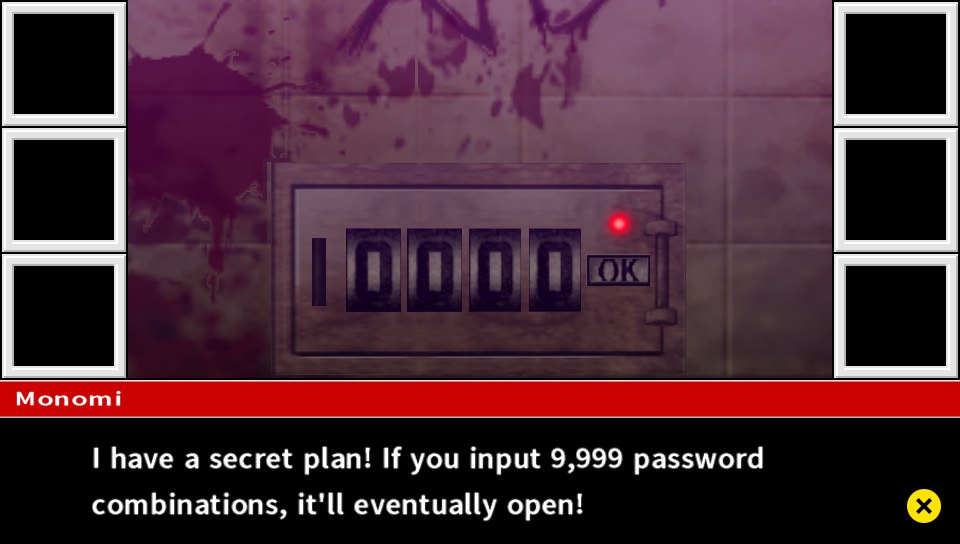 0000
OK
Monomi
I have a secret plan! If you input 9,999 password
combinations, it'll eventually open!